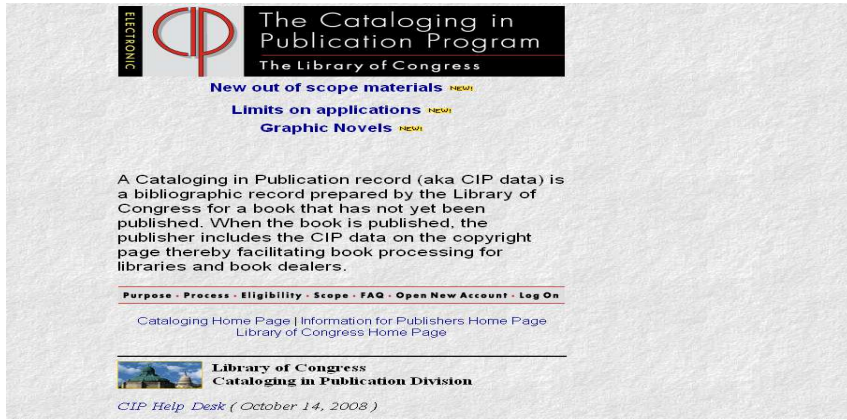 ELECTRONIC
CIP
The Cataloging in
Publication Program
The Library of Congress
New out of scope materials NEW!
Limits on applications NEW!
Graphic Novels NEW!
A Cataloging in Publication record (aka CIP data) is
a bibliographic record prepared by the Library of
Congress for a book that has not yet been
published. When the book is published, the
publisher includes the CIP data on the copyright
page thereby facilitating book processing for
libraries and book dealers.
Purpose - Process - Eligibility - Scope - FAQ - Open New Account - Log On
Cataloging Home Page | Information for Publishers Home Page
Library of Congress Home Page
Library of Congress
Cataloging in Publication Division
CIP Help Desk ( October 14, 2008 )